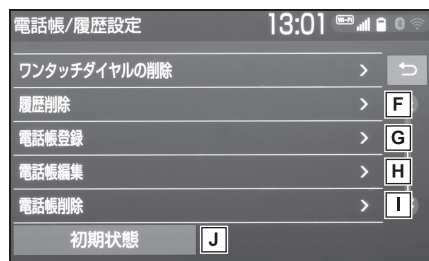 電話帳/履歴設定 13:01 Wi-Fi
ワンタッチダイヤルの削除
履歴削除 F
電話帳登録 G
電話帳編集 H
電話帳削除 I
初期状態 J